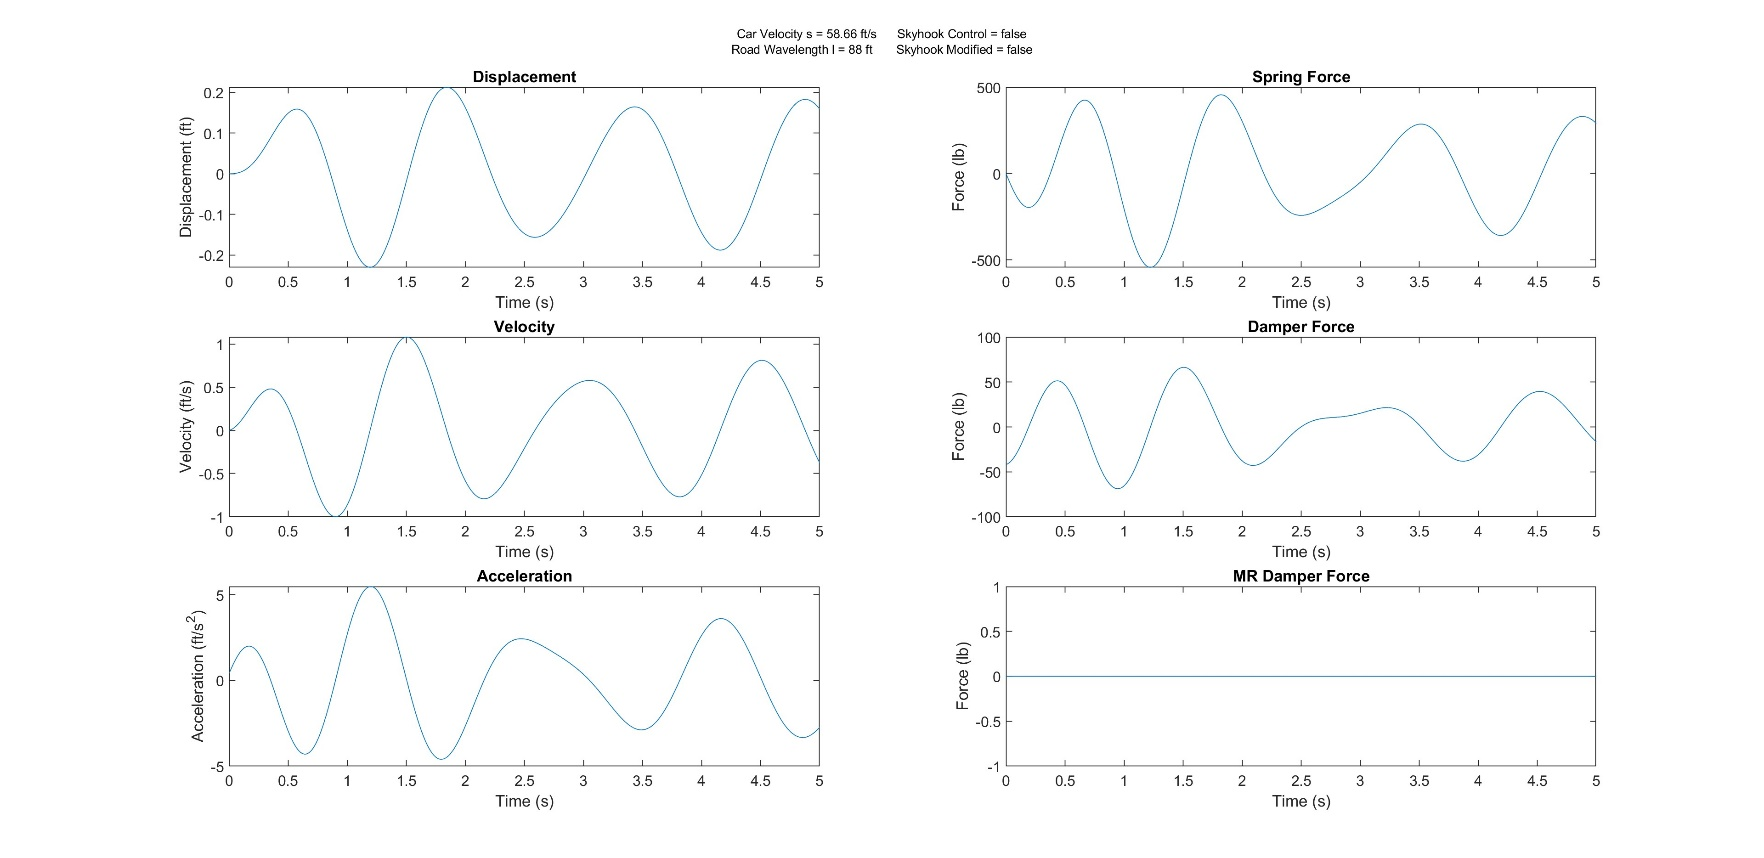 Car Velocity s = 58.66 ft/s Skyhook Control = false
Road Wavelength l = 88 ft Skyhook Modified = false
Displacement
Displacement (ft)
0.2
0.1
0
-0.1
-0.2
0 0.5 1 1.5 2 2.5 3 3.5 4 4.5 5
Time (s)
Spring Force
Force (lb)
500
0
-500
0 0.5 1 1.5 2 2.5 3 3.5 4 4.5 5
Time (s)
Velocity
Velocity (ft/s)
1
0.5
0
-0.5
-1
0 0.5 1 1.5 2 2.5 3 3.5 4 4.5 5
Time (s)
Damper Force
Force (lb)
100
50
0
-50
-100
0 0.5 1 1.5 2 2.5 3 3.5 4 4.5 5
Time (s)
Acceleration
Acceleration (ft/s²)
5
0
-5
0 0.5 1 1.5 2 2.5 3 3.5 4 4.5 5
Time (s)
MR Damper Force
Force (lb)
1
0.5
0
-0.5
-1
0 0.5 1 1.5 2 2.5 3 3.5 4 4.5 5
Time (s)